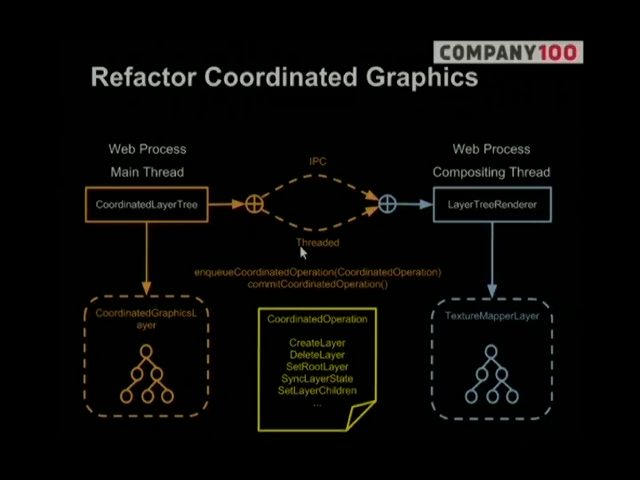 COMPANY100
Refactor Coordinated Graphics
Web Process
Main Thread
IPC
Web Process
Compositing Thread
CoordinatedLayerTree
LayerTreeRenderer
Threaded
enqueueCoordinatedOperation(CoordinatedOperation)
commitCoordinatedOperation()
CoordinatedGraphicsL
ayer
CoordinatedOperation
CreateLayer
DeleteLayer
SetRootLayer
SyncLayerState
SetLayerChildren
...
TextureMapperLayer